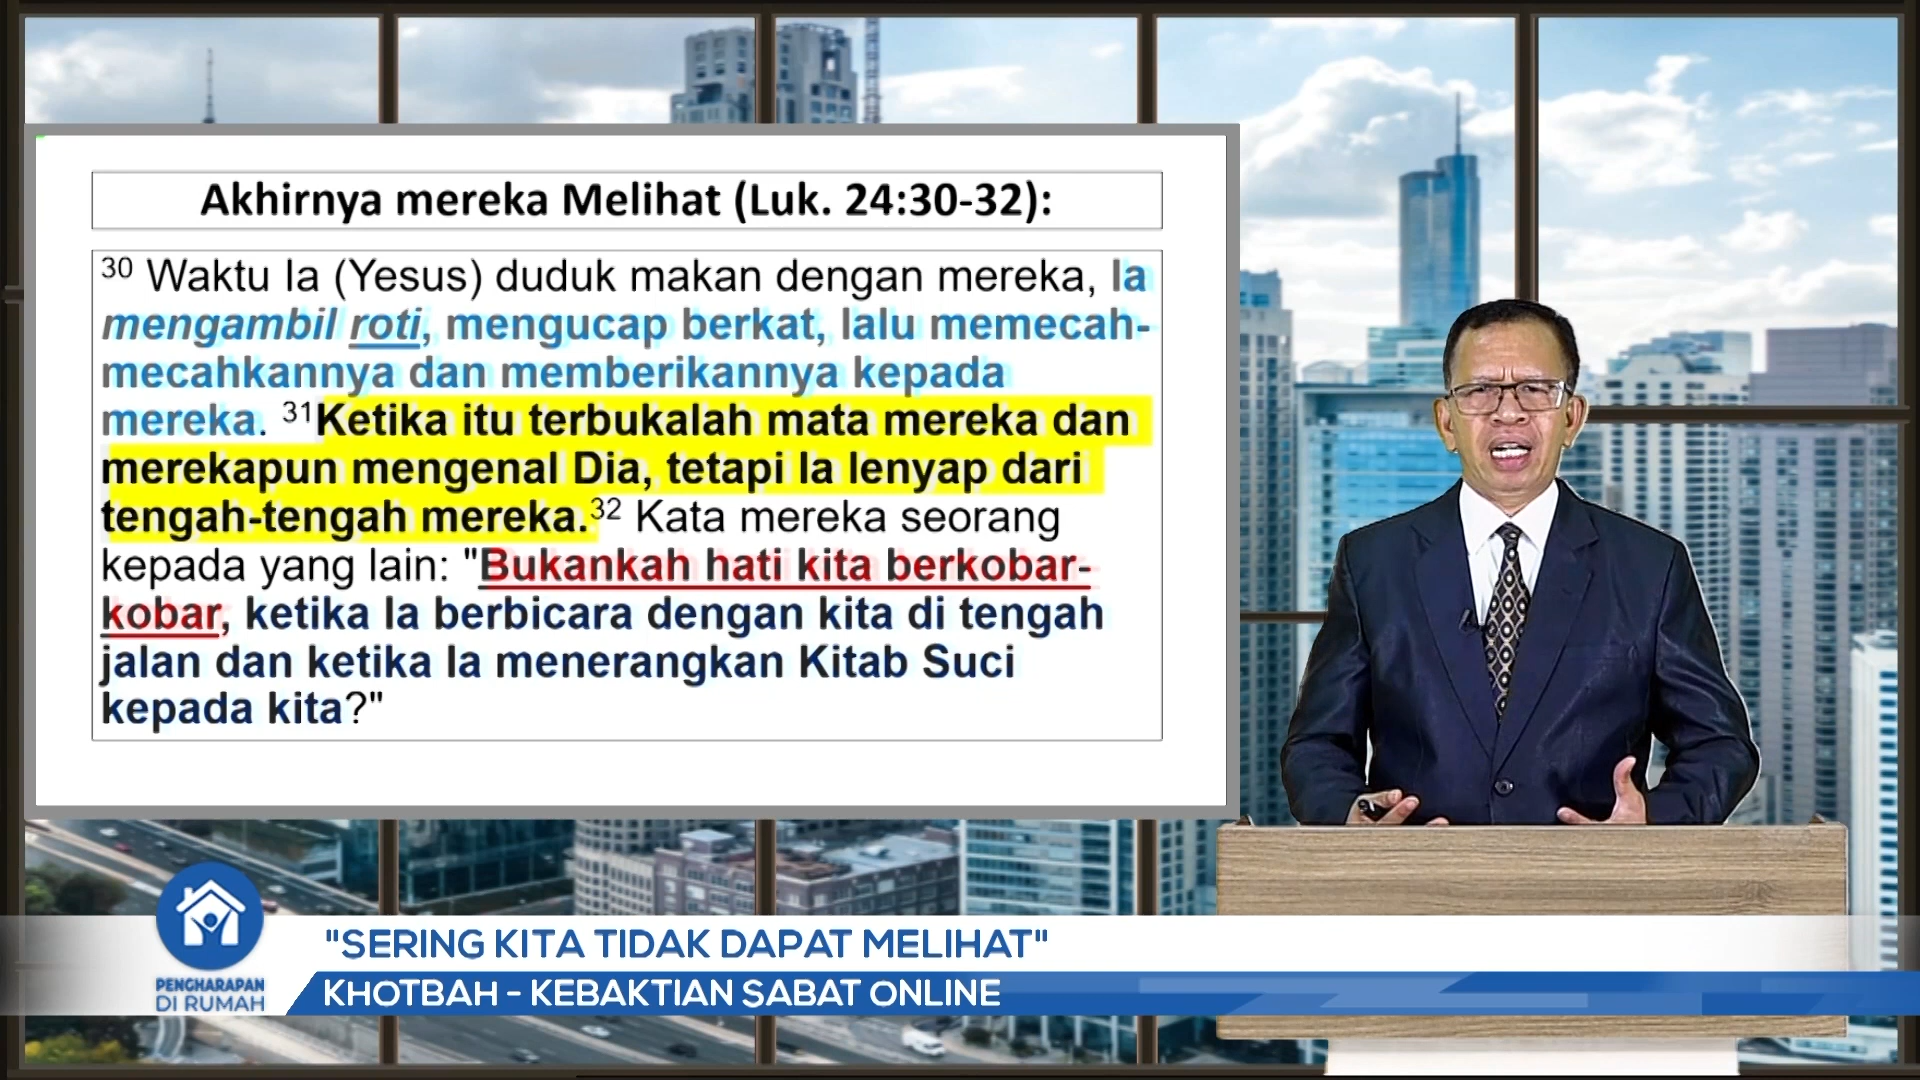 Akhirnya mereka Melihat (Luk. 24:30-32):
30 Waktu Ia (Yesus) duduk makan dengan mereka, Ia
mengambil roti, mengucap berkat, lalu memecah-
mecahkannya dan memberikannya kepada
mereka. 31Ketika itu terbukalah mata mereka dan
merekapun mengenal Dia, tetapi Ia lenyap dari
tengah-tengah mereka.32 Kata mereka seorang
kepada yang lain: "Bukankah hati kita berkobar-
kobar, ketika Ia berbicara dengan kita di tengah
jalan dan ketika Ia menerangkan Kitab Suci
kepada kita?"
"SERING KITA TIDAK DAPAT MELIHAT"
KHOTBAH - KEBAKTIAN SABAT ONLINE
PENGHARAPAN
DI RUMAH